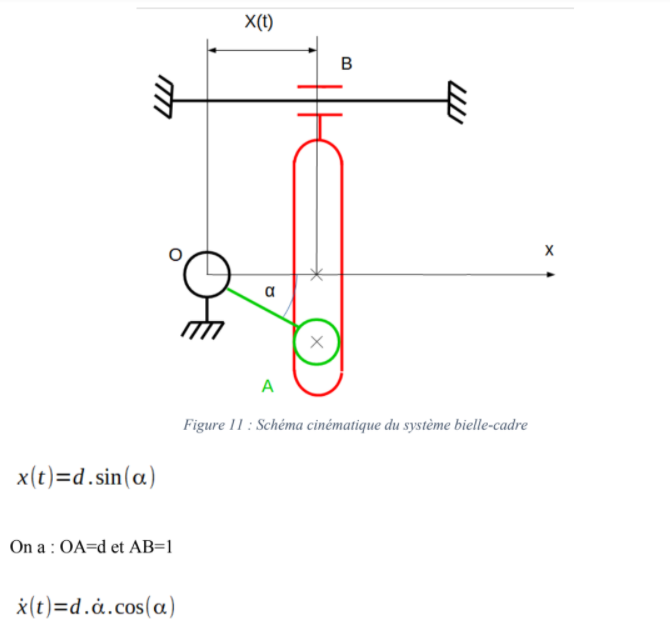 X(t)
B
O
X
α
A
Figure 11 : Schéma cinématique du système bielle-cadre
x(t)=d.sin(α)
On a : OA=d et AB=1
ẋ(t)=d.α̇.cos(α)